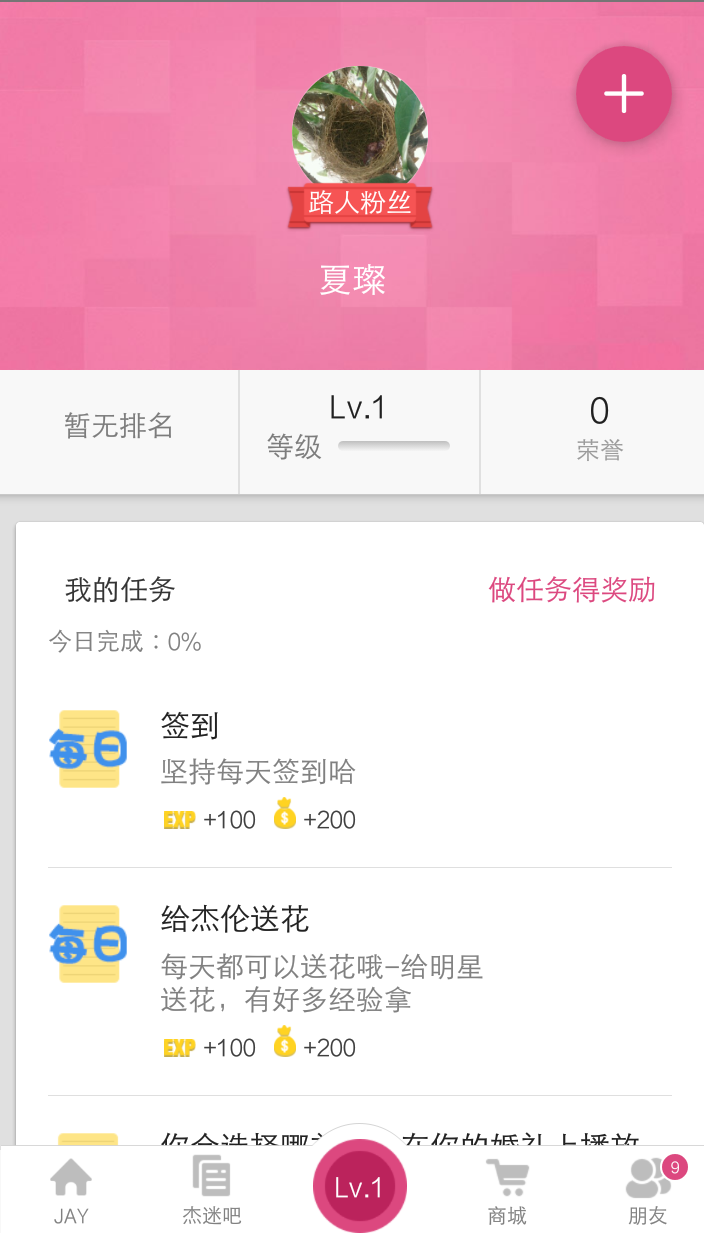 路人粉丝
夏璨
暂无排名
Lv.1
等级
0
荣誉
我的任务
做任务得奖励
今日完成：0%
每日
签到
坚持每天签到哈
EXP +100 $ +200
每日
给杰伦送花
每天都可以送花哦-给明星
送花，有好多经验拿
EXP +100 $ +200
JAY
杰迷吧
Lv.1
商城
朋友
9